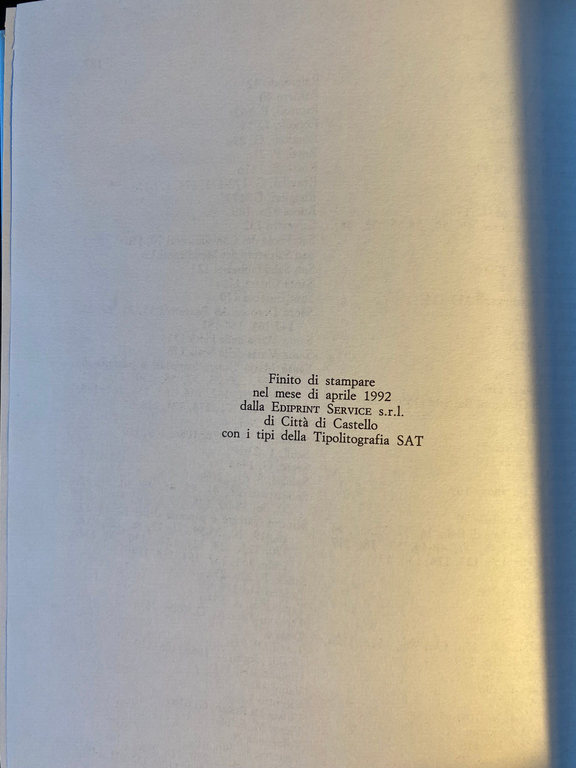 Finito di stampare
nel mese di aprile 1992
dalla EDIPRINT SERVICE s.r.l.
di Città di Castello
con i tipi della Tipolitografia SAT